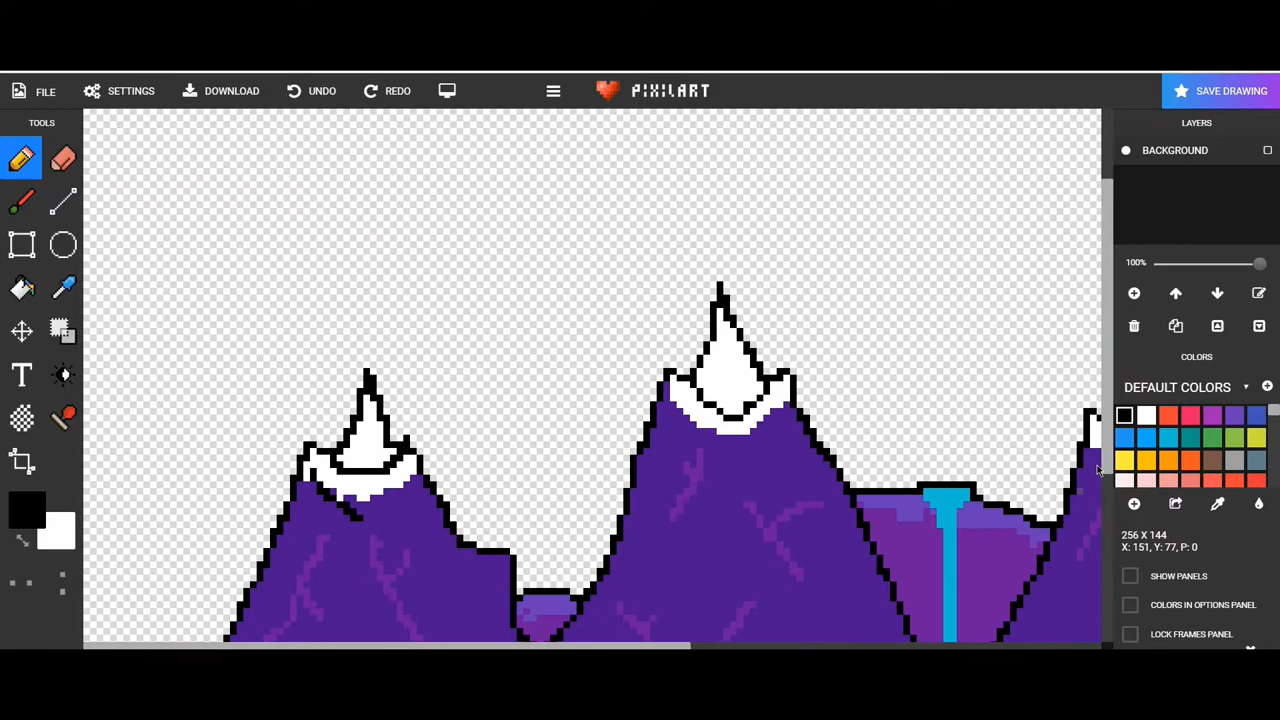 FILE SETTINGS DOWNLOAD UNDO REDO PIXILART SAVE DRAWING
TOOLS
LAYERS
BACKGROUND
100%
COLORS
DEFAULT COLORS
256 X 144
X: 151, Y: 77, P: 0
SHOW PANELS
COLORS IN OPTIONS PANEL
LOCK FRAMES PANEL